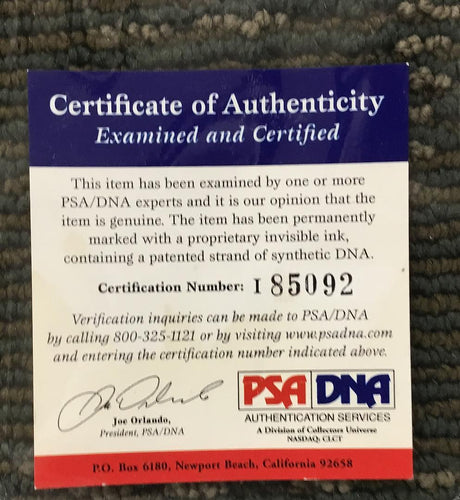 Certificate of Authenticity
Examined and Certified
This item has been examined by one or more
PSA/DNA experts and it is our opinion that the
item is genuine. The item has been permanently
marked with a proprietary invisible ink,
containing a patented strand of synthetic DNA.
Certification Number: I 85092
Verification inquiries can be made to PSA/DNA
by calling 800-325-1121 or by visiting www.psadna.com
and entering the certification number indicated above.
Joe Orlando,
President, PSA/DNA
PSA DNA
AUTHENTICATION SERVICES
A Division of Collectors Universe
NASDAQ: CLCT
P.O. Box 6180, Newport Beach, California 92658